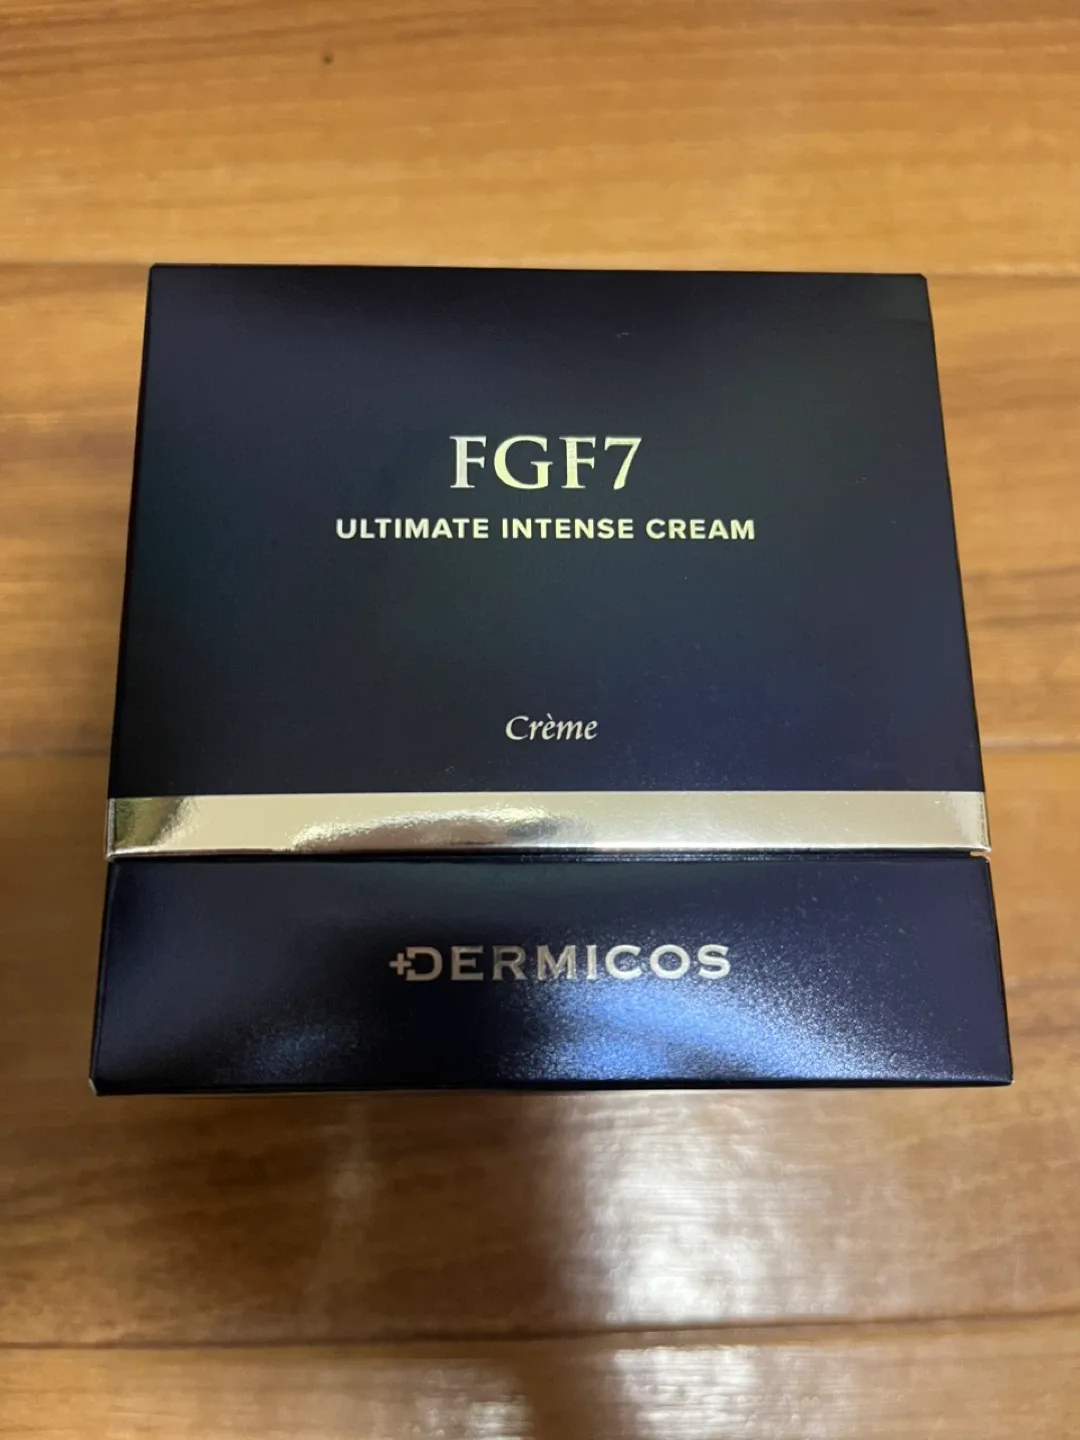 FGF7
ULTIMATE INTENSE CREAM
Crème
DERMICOS